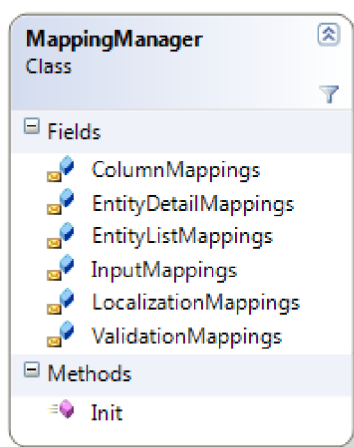 MappingManager
Class
Fields
ColumnMappings
EntityDetailMappings
EntityListMappings
InputMappings
LocalizationMappings
ValidationMappings
Methods
Init